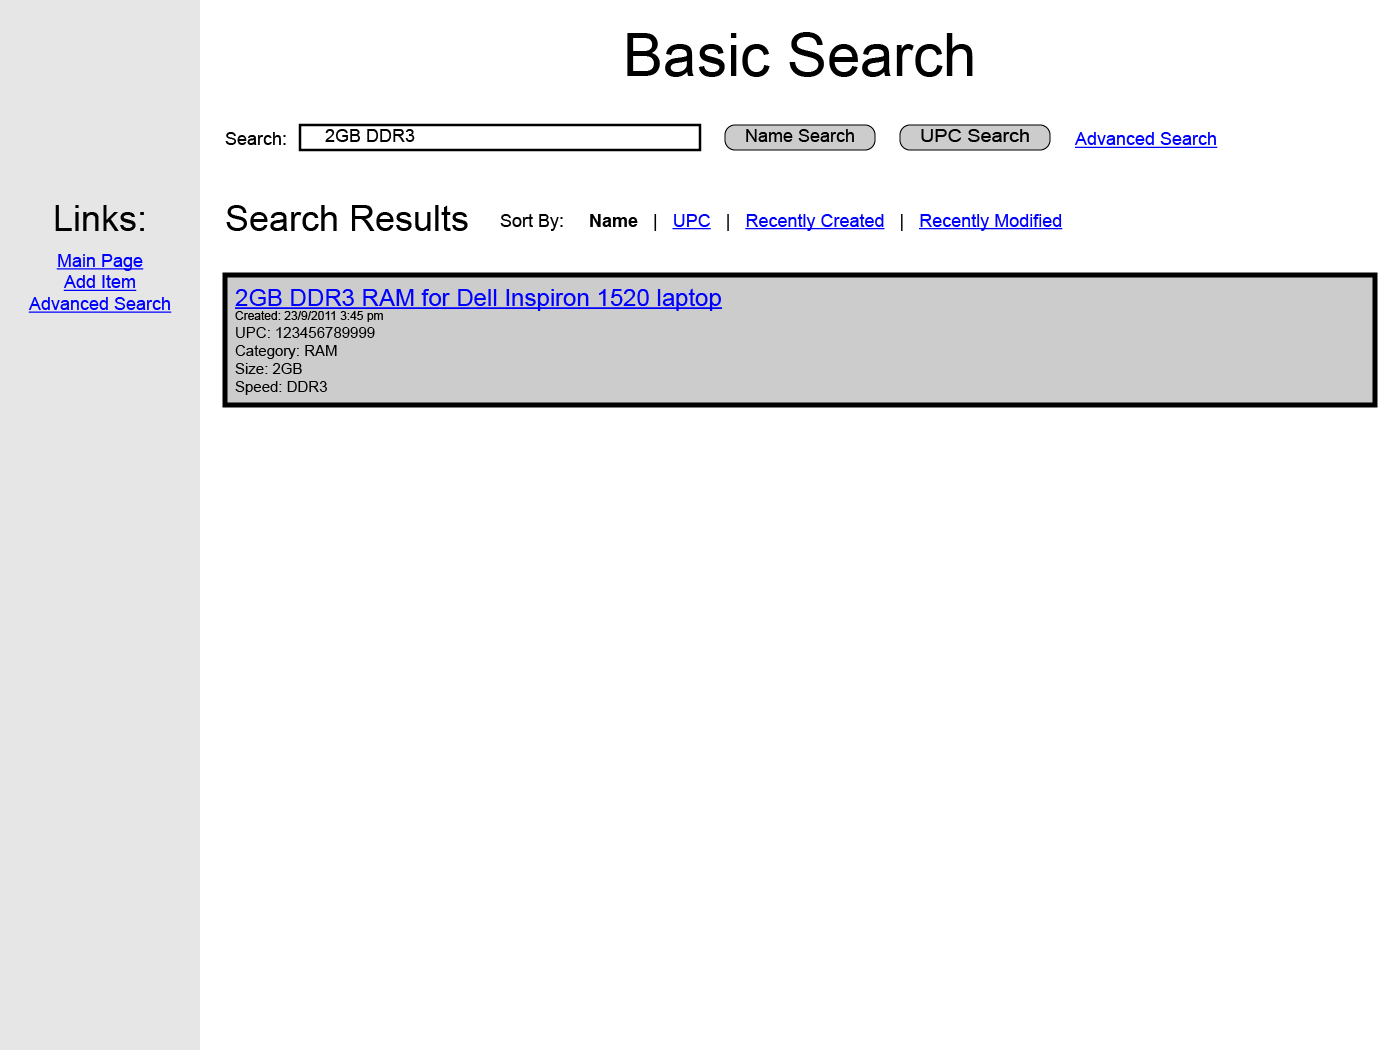 Basic Search
Search: 2GB DDR3 Name Search UPC Search Advanced Search
Links:
Main Page
Add Item
Advanced Search
Search Results Sort By: Name | UPC | Recently Created | Recently Modified
2GB DDR3 RAM for Dell Inspiron 1520 laptop
Created: 23/9/2011 3:45 pm
UPC: 123456789999
Category: RAM
Size: 2GB
Speed: DDR3